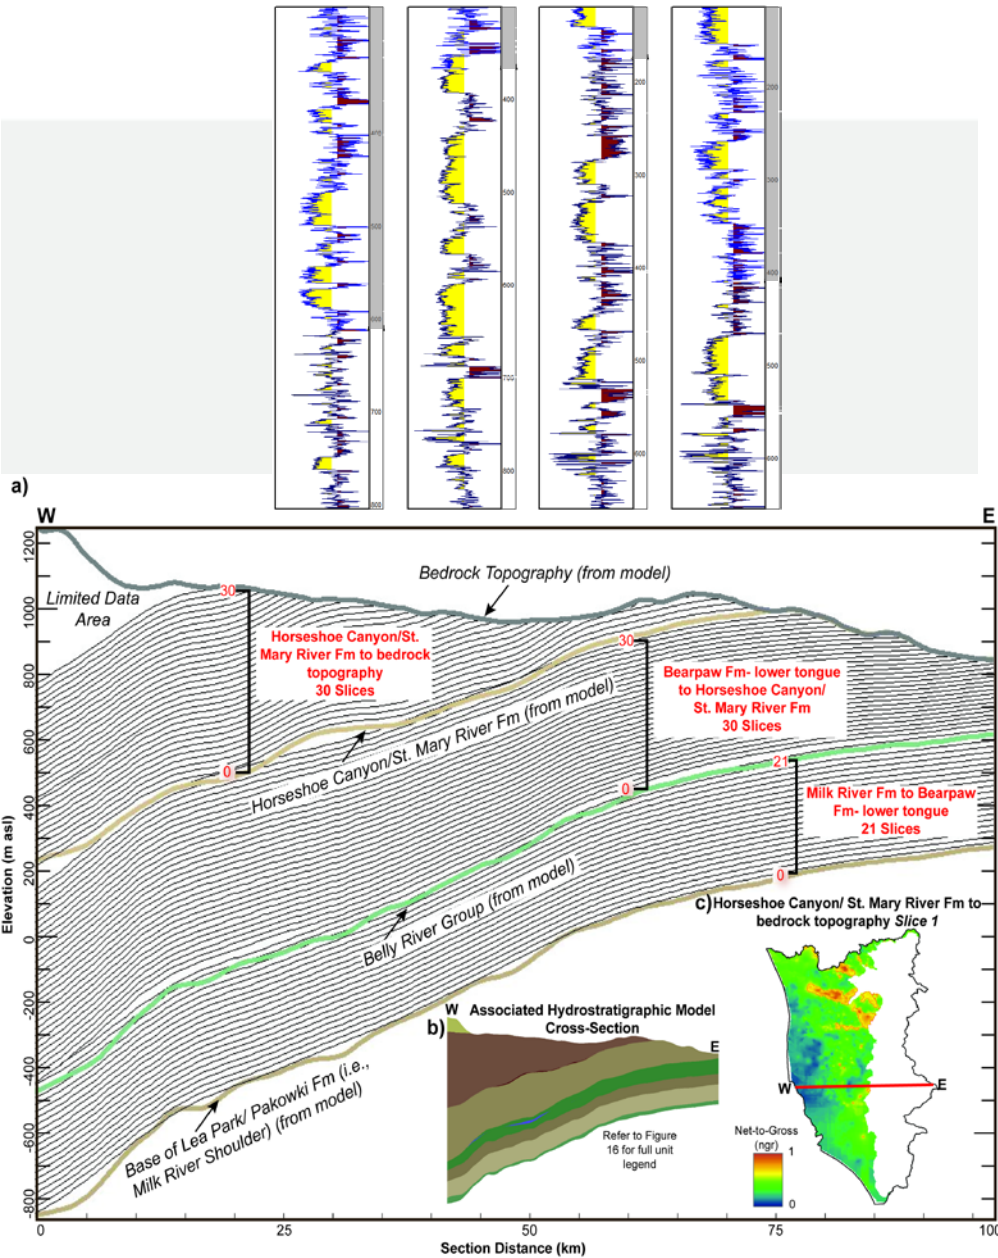 400
500
600
700
800
400
500
600
700
800
200
300
400
500
600
200
300
400
500
600
a)
W
E
1200
1000
800
600
400
200
0
-200
-400
-600
-800
Elevation (m asl)
Limited Data
Area
Bedrock Topography (from model)
30
Horseshoe Canyon/St.
Mary River Fm to bedrock
topography
30 Slices
0
30
Bearpaw Fm- lower tongue
to Horseshoe Canyon/
St. Mary River Fm
30 Slices
0
Horseshoe Canyon/St. Mary River Fm (from model)
21
Milk River Fm to Bearpaw
Fm- lower tongue
21 Slices
0
Belly River Group (from model)
Base of Lea Park/ Pakowki Fm (i.e.,
Milk River Shoulder) (from model)
b)
W
Associated Hydrostratigraphic Model
Cross-Section
E
Refer to Figure
16 for full unit
legend
c) Horseshoe Canyon/ St. Mary River Fm to
bedrock topography Slice 1
W
E
Net-to-Gross
(ngr)
1
0
0
25
50
75
100
Section Distance (km)